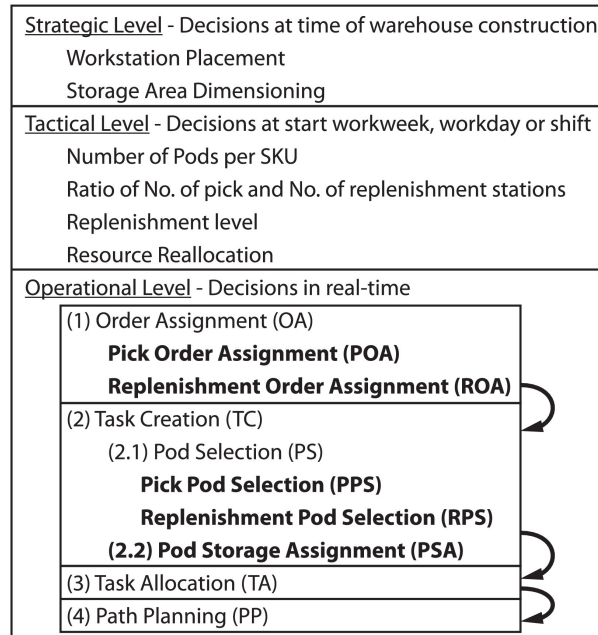 Strategic Level - Decisions at time of warehouse construction
Workstation Placement
Storage Area Dimensioning
Tactical Level - Decisions at start workweek, workday or shift
Number of Pods per SKU
Ratio of No. of pick and No. of replenishment stations
Replenishment level
Resource Reallocation
Operational Level - Decisions in real-time
(1) Order Assignment (OA)
Pick Order Assignment (POA)
Replenishment Order Assignment (ROA)
(2) Task Creation (TC)
(2.1) Pod Selection (PS)
Pick Pod Selection (PPS)
Replenishment Pod Selection (RPS)
(2.2) Pod Storage Assignment (PSA)
(3) Task Allocation (TA)
(4) Path Planning (PP)